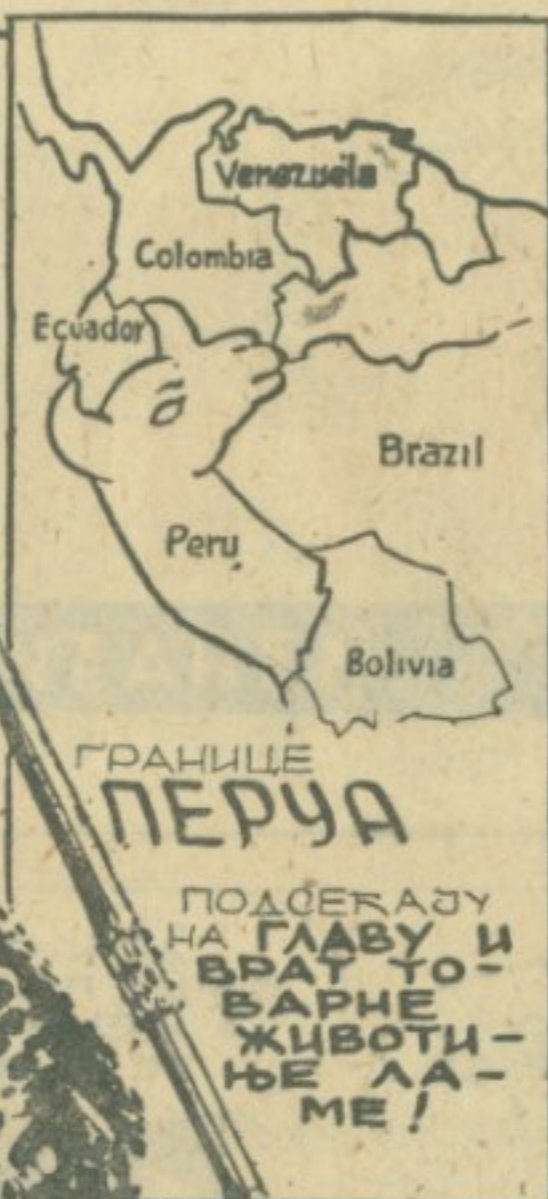 Venezuela
Colombia
Ecuador
Brazil
Peru
Bolivia
ГРАНИЦЕ
ПЕРУА
ПОДСЕЋАЈУ
НА ГЛАВУ И
ВРАТ ТО-
ВАРНЕ
ЖИВОТИ-
ЊЕ ЛА-
МЕ!